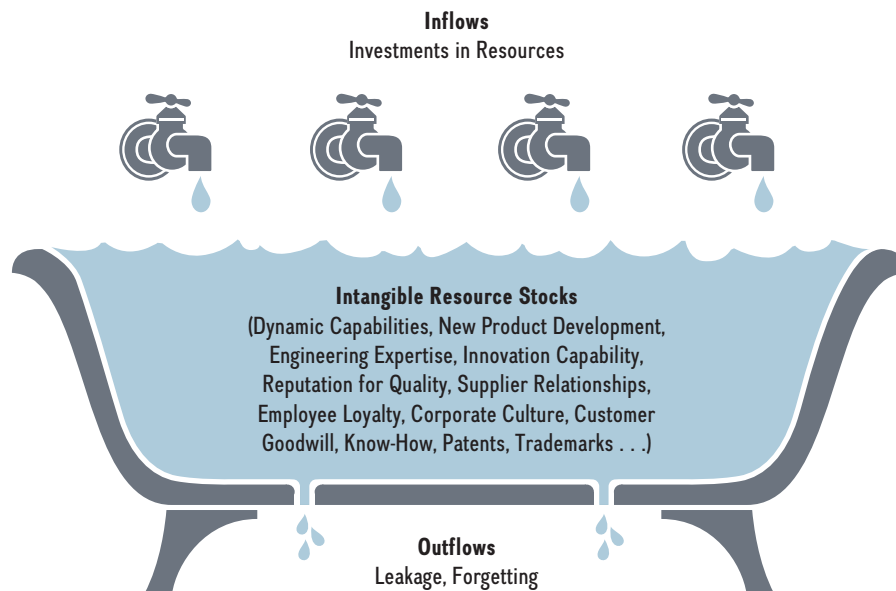 Inflows
Investments in Resources
Intangible Resource Stocks
(Dynamic Capabilities, New Product Development,
Engineering Expertise, Innovation Capability,
Reputation for Quality, Supplier Relationships,
Employee Loyalty, Corporate Culture, Customer
Goodwill, Know-How, Patents, Trademarks . . .)
Outflows
Leakage, Forgetting